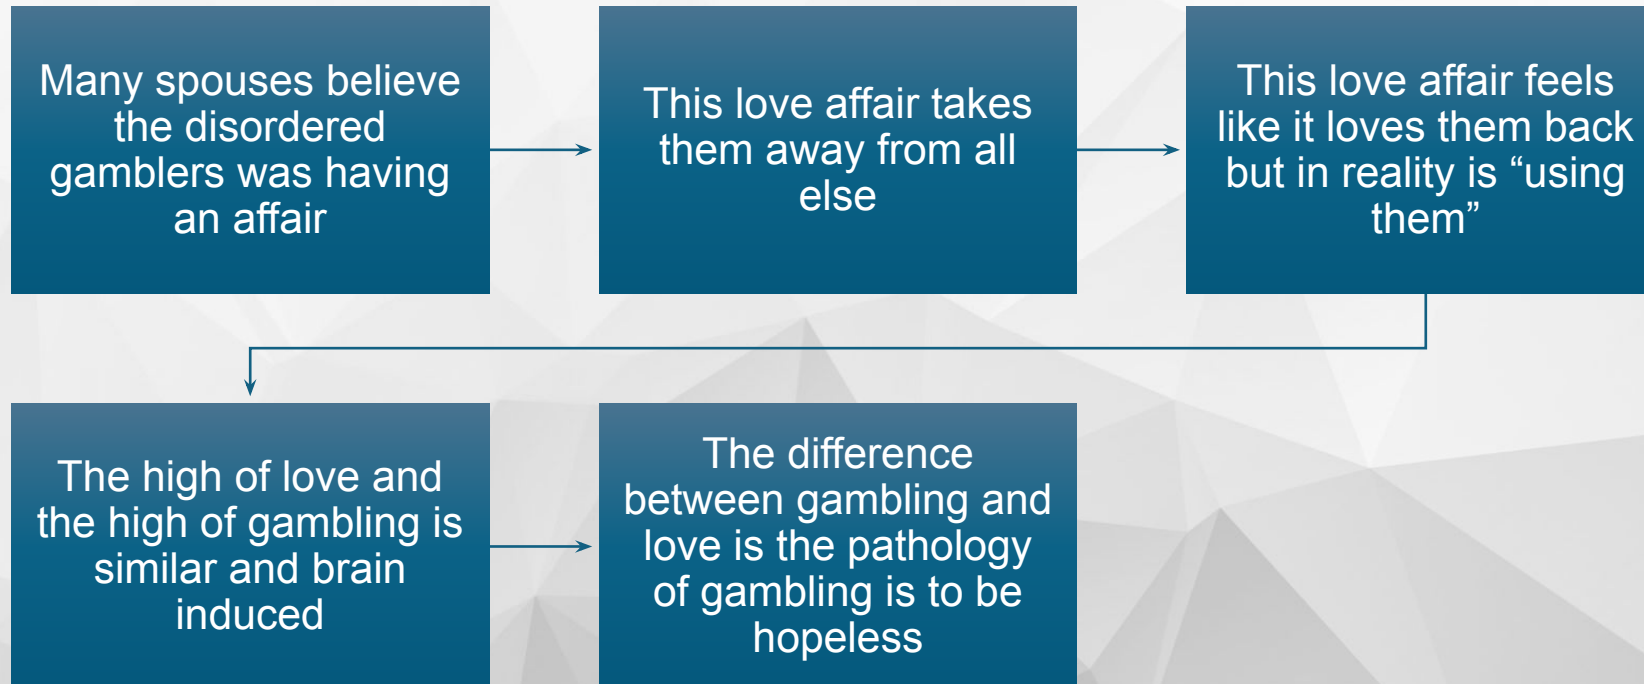 Many spouses believe
the disordered
gamblers was having
an affair
This love affair takes
them away from all
else
This love affair feels
like it loves them back
but in reality is “using
them”
The high of love and
the high of gambling is
similar and brain
induced
The difference
between gambling and
love is the pathology
of gambling is to be
hopeless